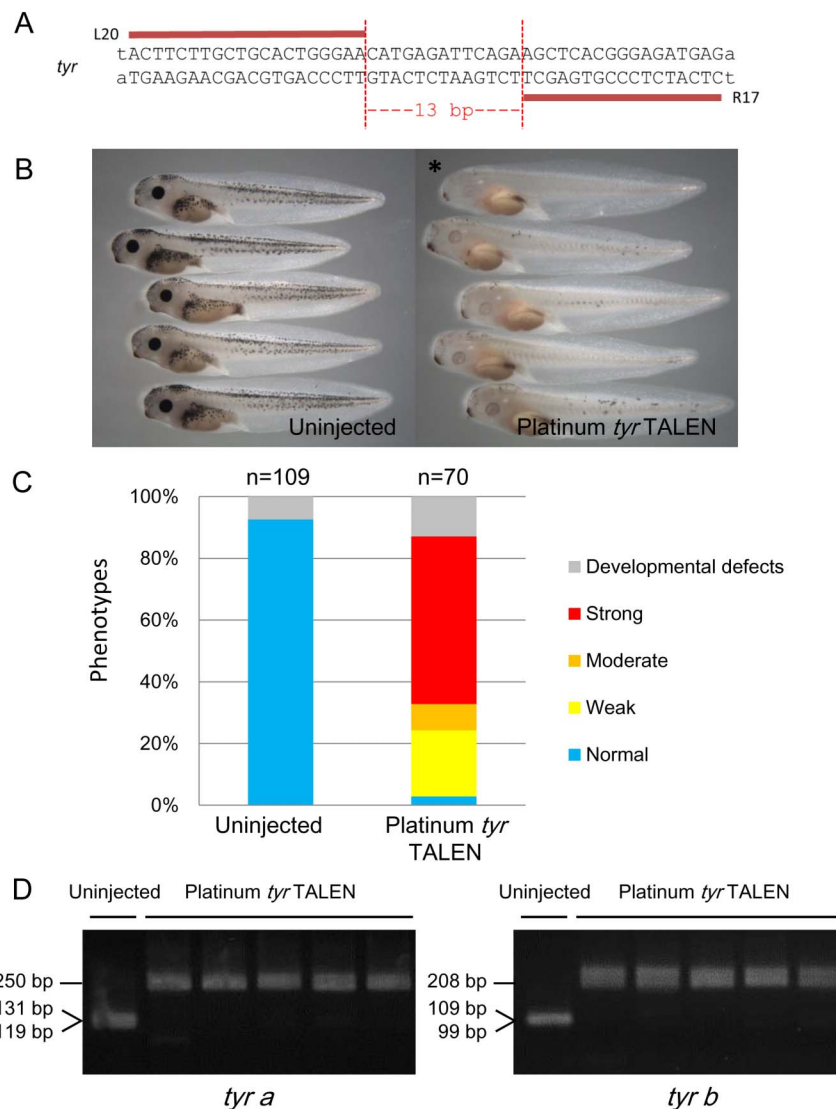 A
L20
tACTTCTTGCTGCACTGGGAACATGAGATTCAGAAGCTCACGGGAGATGAGa
tyr
aTGAAGAACGACGTGACCCTTGTACTCTAAGTCTTCGAGTGCCCTCTACTCt
R17
----13 bp----
B
*
Uninjected
Platinum tyr TALEN
C
n=109
n=70
100%
80%
60%
40%
20%
0%
Phenotypes
Uninjected
Platinum tyr
TALEN
Developmental defects
Strong
Moderate
Weak
Normal
D
Uninjected
Platinum tyr TALEN
250 bp
131 bp
119 bp
tyr a
Uninjected
Platinum tyr TALEN
208 bp
109 bp
99 bp
tyr b